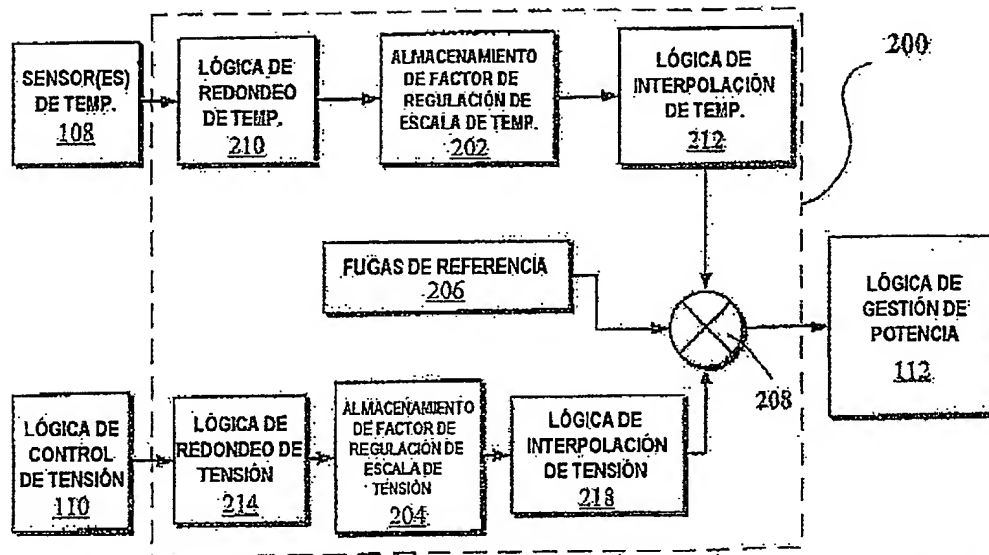 SENSOR(ES)
DE TEMP.
108
LÓGICA DE
REDONDEO
DE TEMP.
210
ALMACENAMIENTO
DE FACTOR DE
REGULACIÓN DE
ESCALA DE TEMP.
202
LÓGICA DE
INTERPOLACIÓN
DE TEMP.
212
200
FUGAS DE REFERENCIA
206
208
LÓGICA DE
GESTIÓN DE
POTENCIA
112
LÓGICA DE
CONTROL
DE TENSIÓN
110
LÓGICA DE
REDONDEO DE
TENSIÓN
214
ALMACENAMIENTO
DE FACTOR DE
REGULACIÓN DE
ESCALA DE
TENSIÓN
204
LÓGICA DE
INTERPOLACIÓN
DE TENSIÓN
218